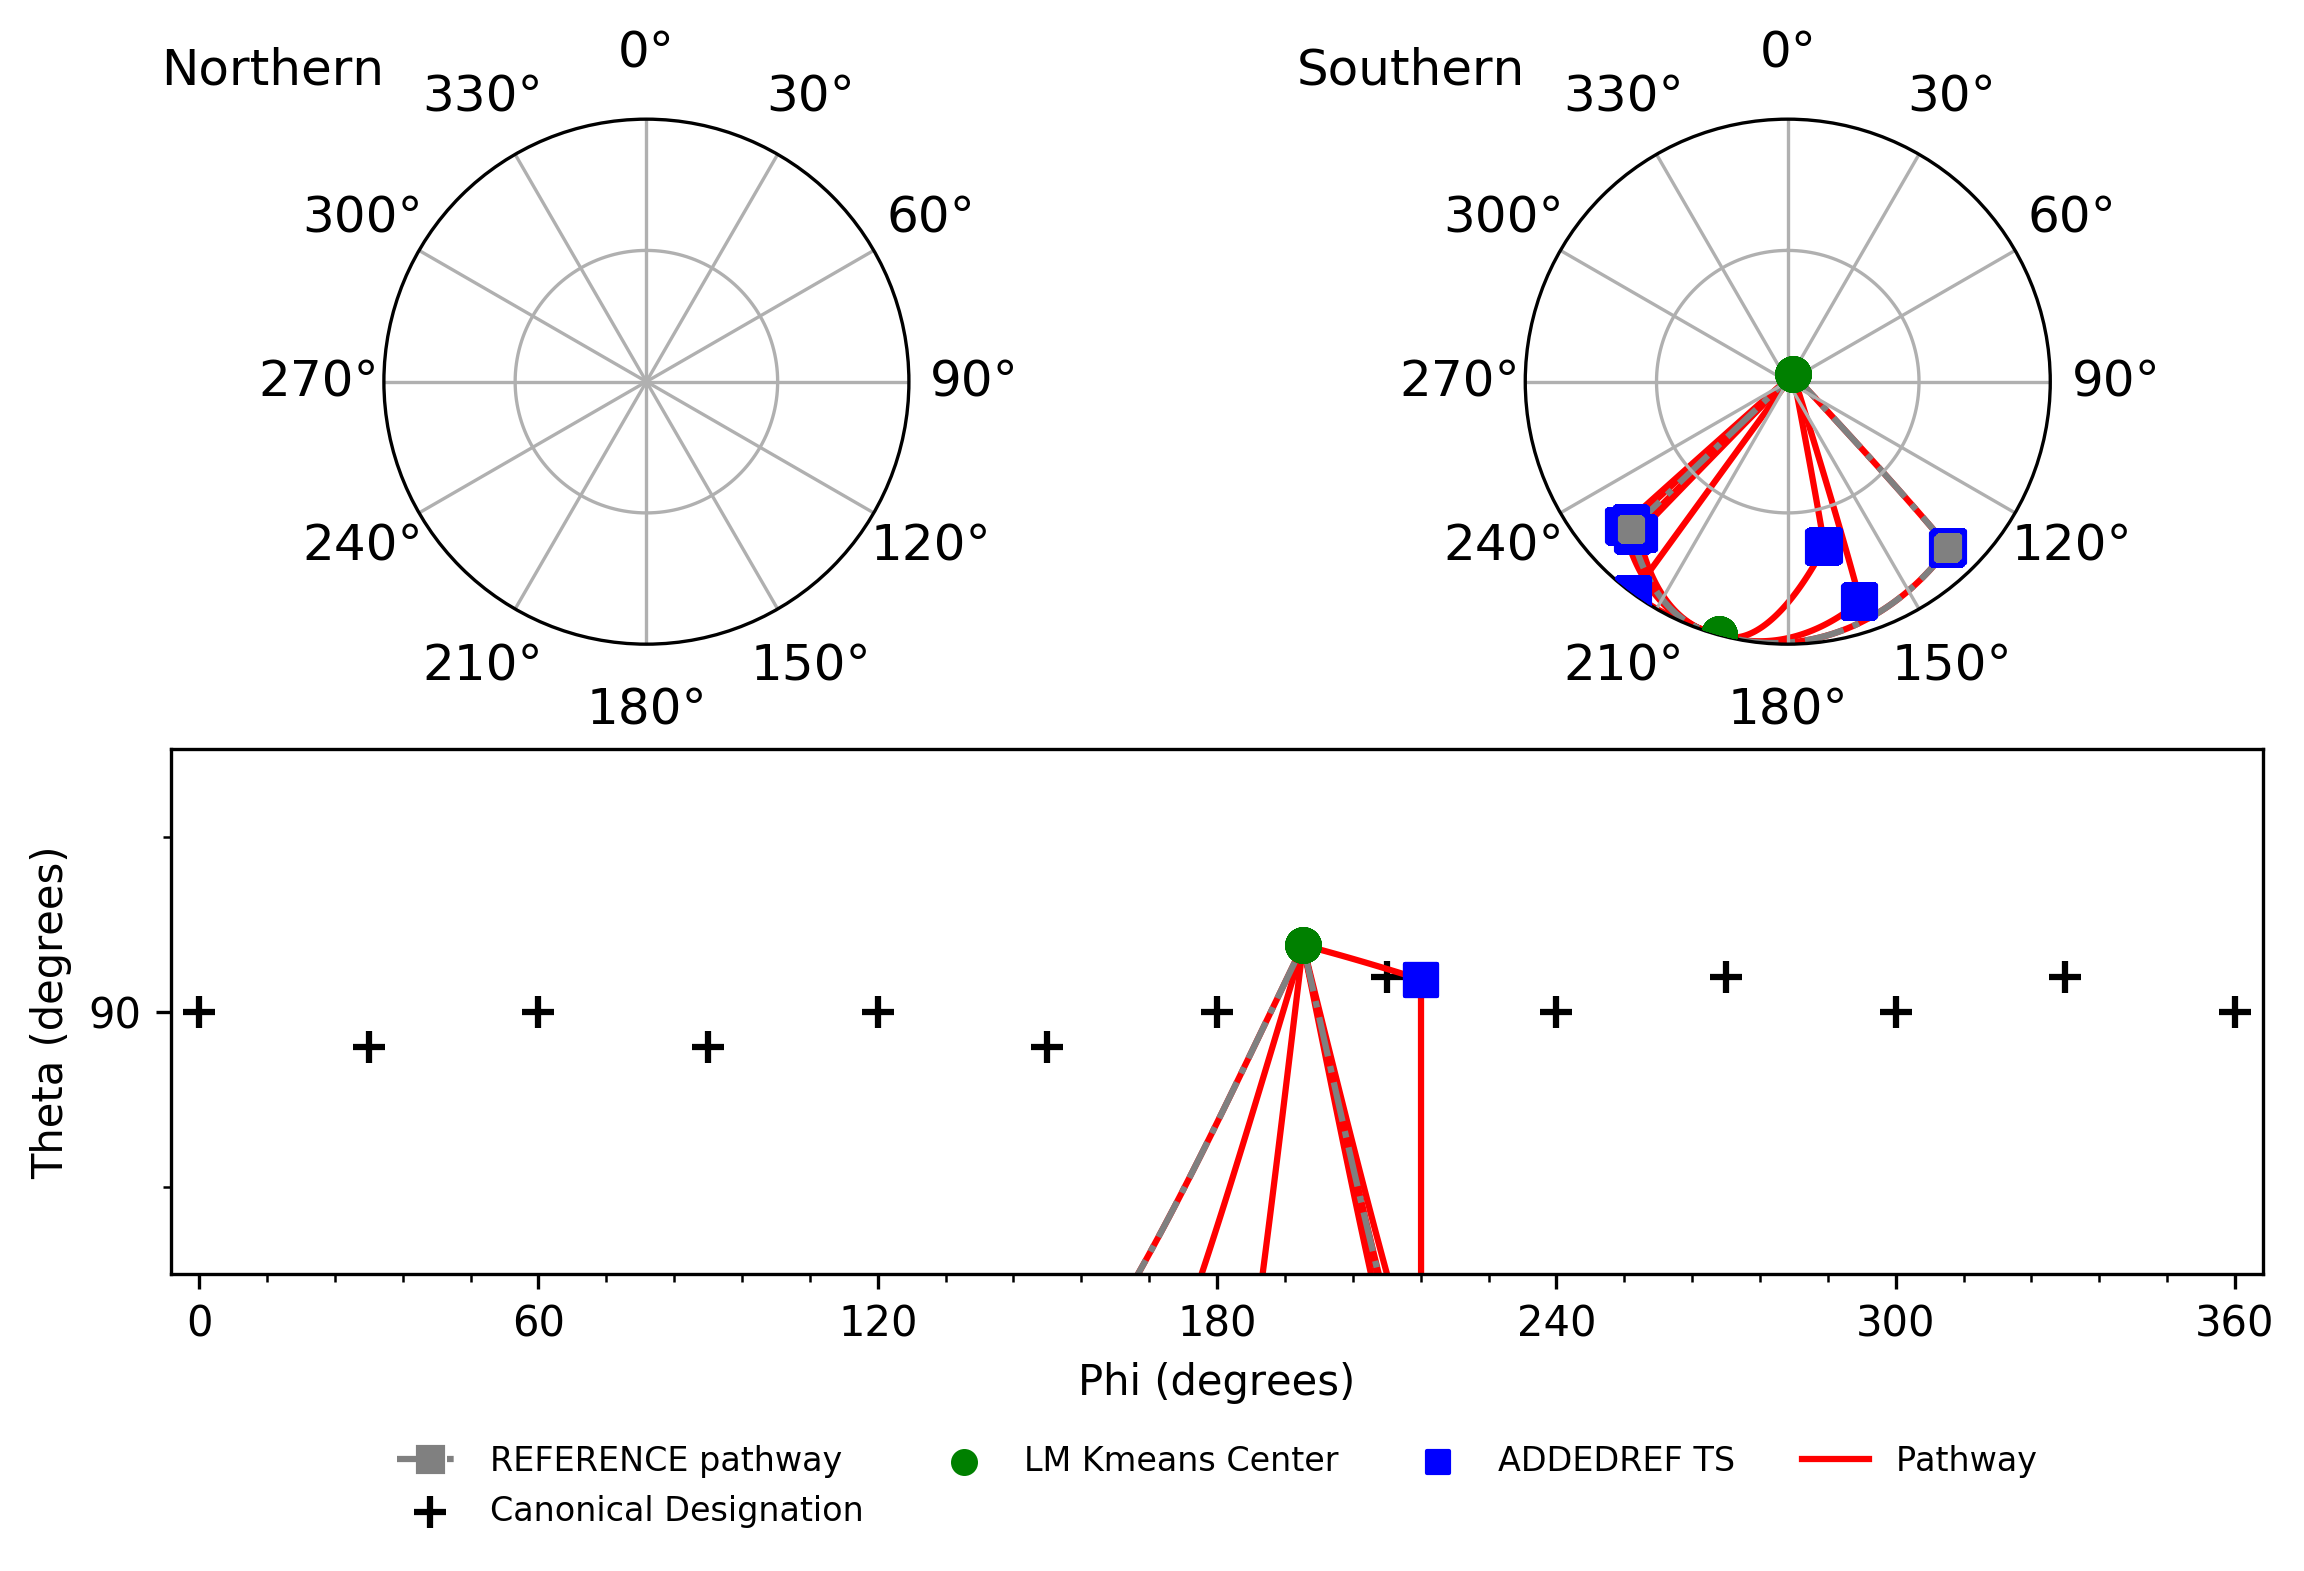 Northern
0°
330°
30°
300°
60°
270°
90°
240°
120°
210°
150°
180°
Southern
0°
330°
30°
300°
60°
270°
90°
240°
120°
210°
150°
180°
Theta (degrees)
90
0 60 120 180 240 300 360
Phi (degrees)
REFERENCE pathway
Canonical Designation
LM Kmeans Center
ADDEDREF TS
Pathway